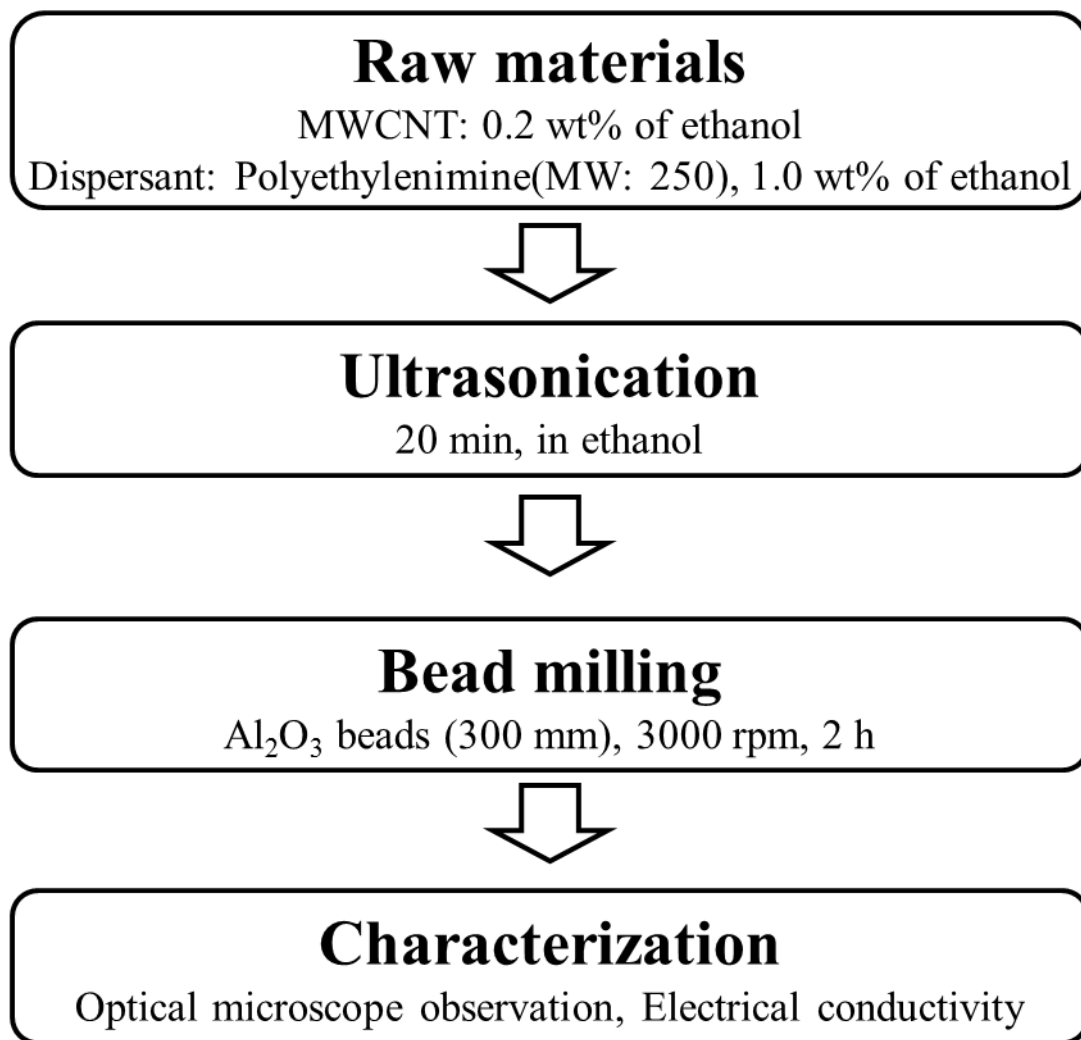 Raw materials
MWCNT: 0.2 wt% of ethanol
Dispersant: Polyethylenimine(MW: 250), 1.0 wt% of ethanol
Ultrasonication
20 min, in ethanol
Bead milling
Al₂O₃ beads (300 mm), 3000 rpm, 2 h
Characterization
Optical microscope observation, Electrical conductivity